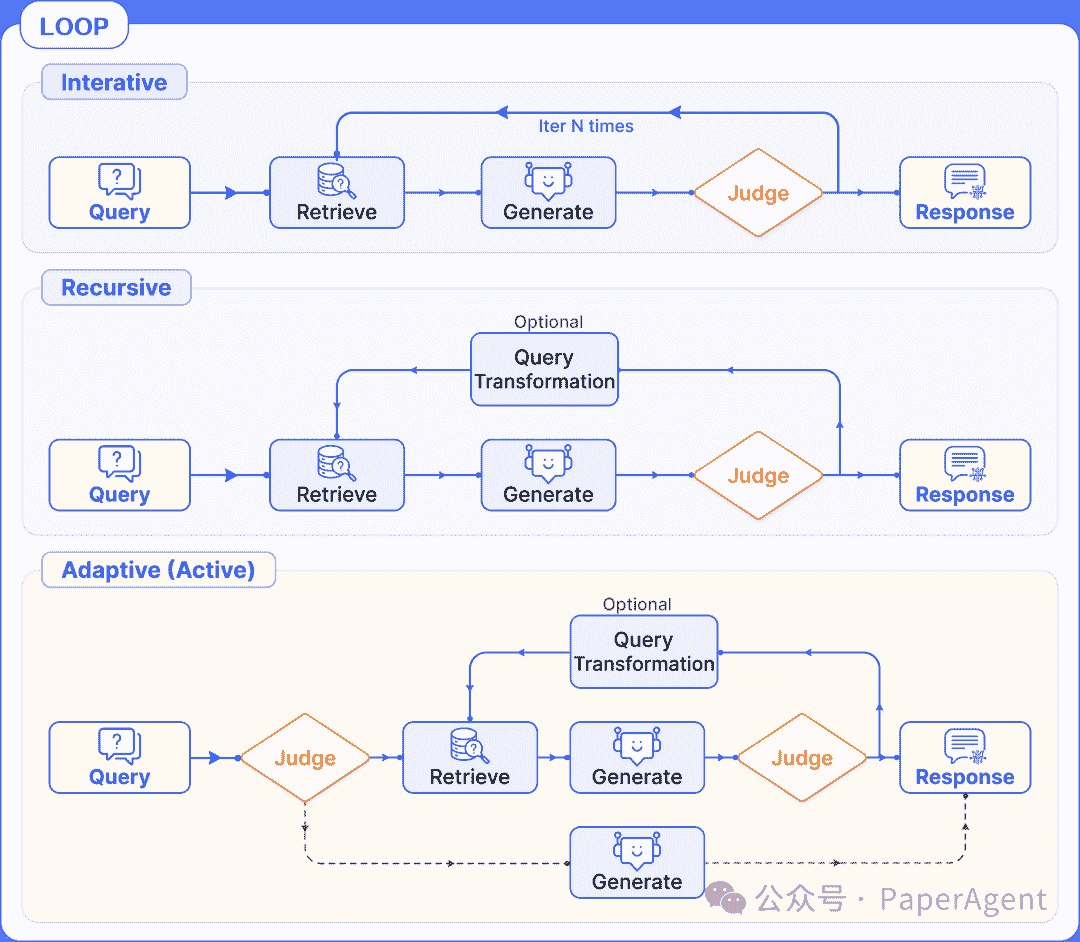 LOOP
Interative
Iter N times
Query
Retrieve
Generate
Judge
Response
Recursive
Optional
Query
Transformation
Query
Retrieve
Generate
Judge
Response
Adaptive (Active)
Optional
Query
Transformation
Query
Judge
Retrieve
Generate
Judge
Response
Generate
公众号 · PaperAgent